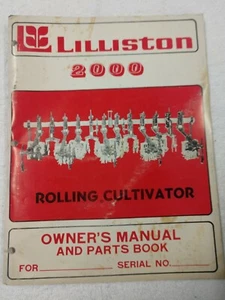 LILLISTON
2000
ROLLING CULTIVATOR
OWNER'S MANUAL
AND PARTS BOOK
FOR SERIAL NO.